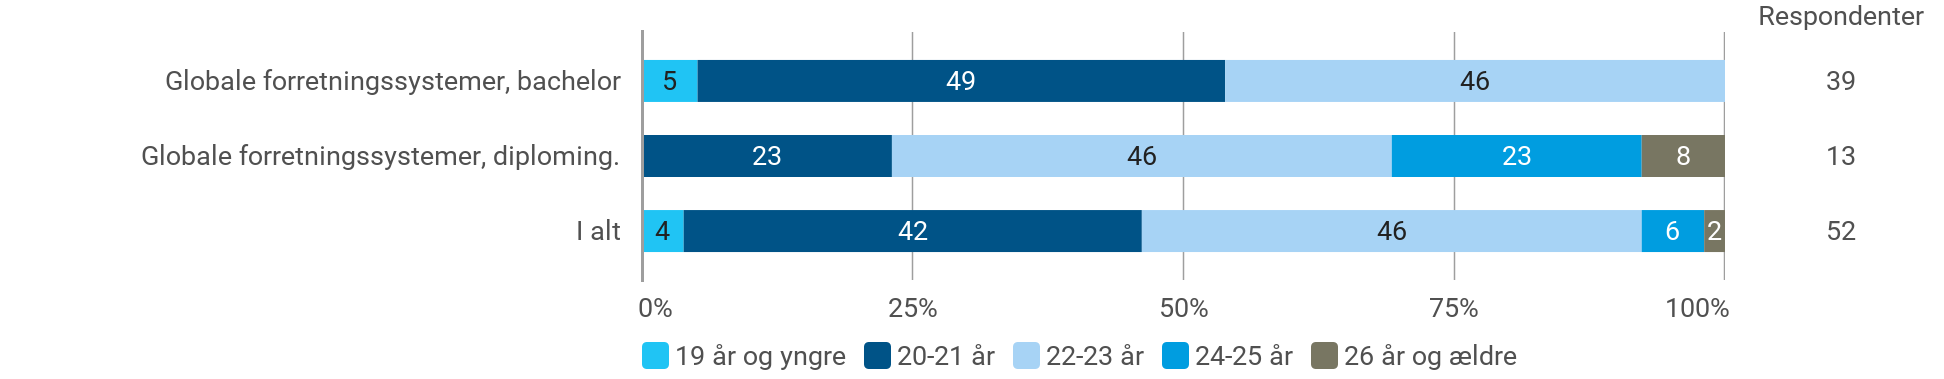 Respondenter
Globale forretningssystemer, bachelor 5 49 46 39
Globale forretningssystemer, diploming. 23 46 23 8 13
I alt 4 42 46 6 2 52
0% 25% 50% 75% 100%
19 år og yngre 20-21 år 22-23 år 24-25 år 26 år og ældre